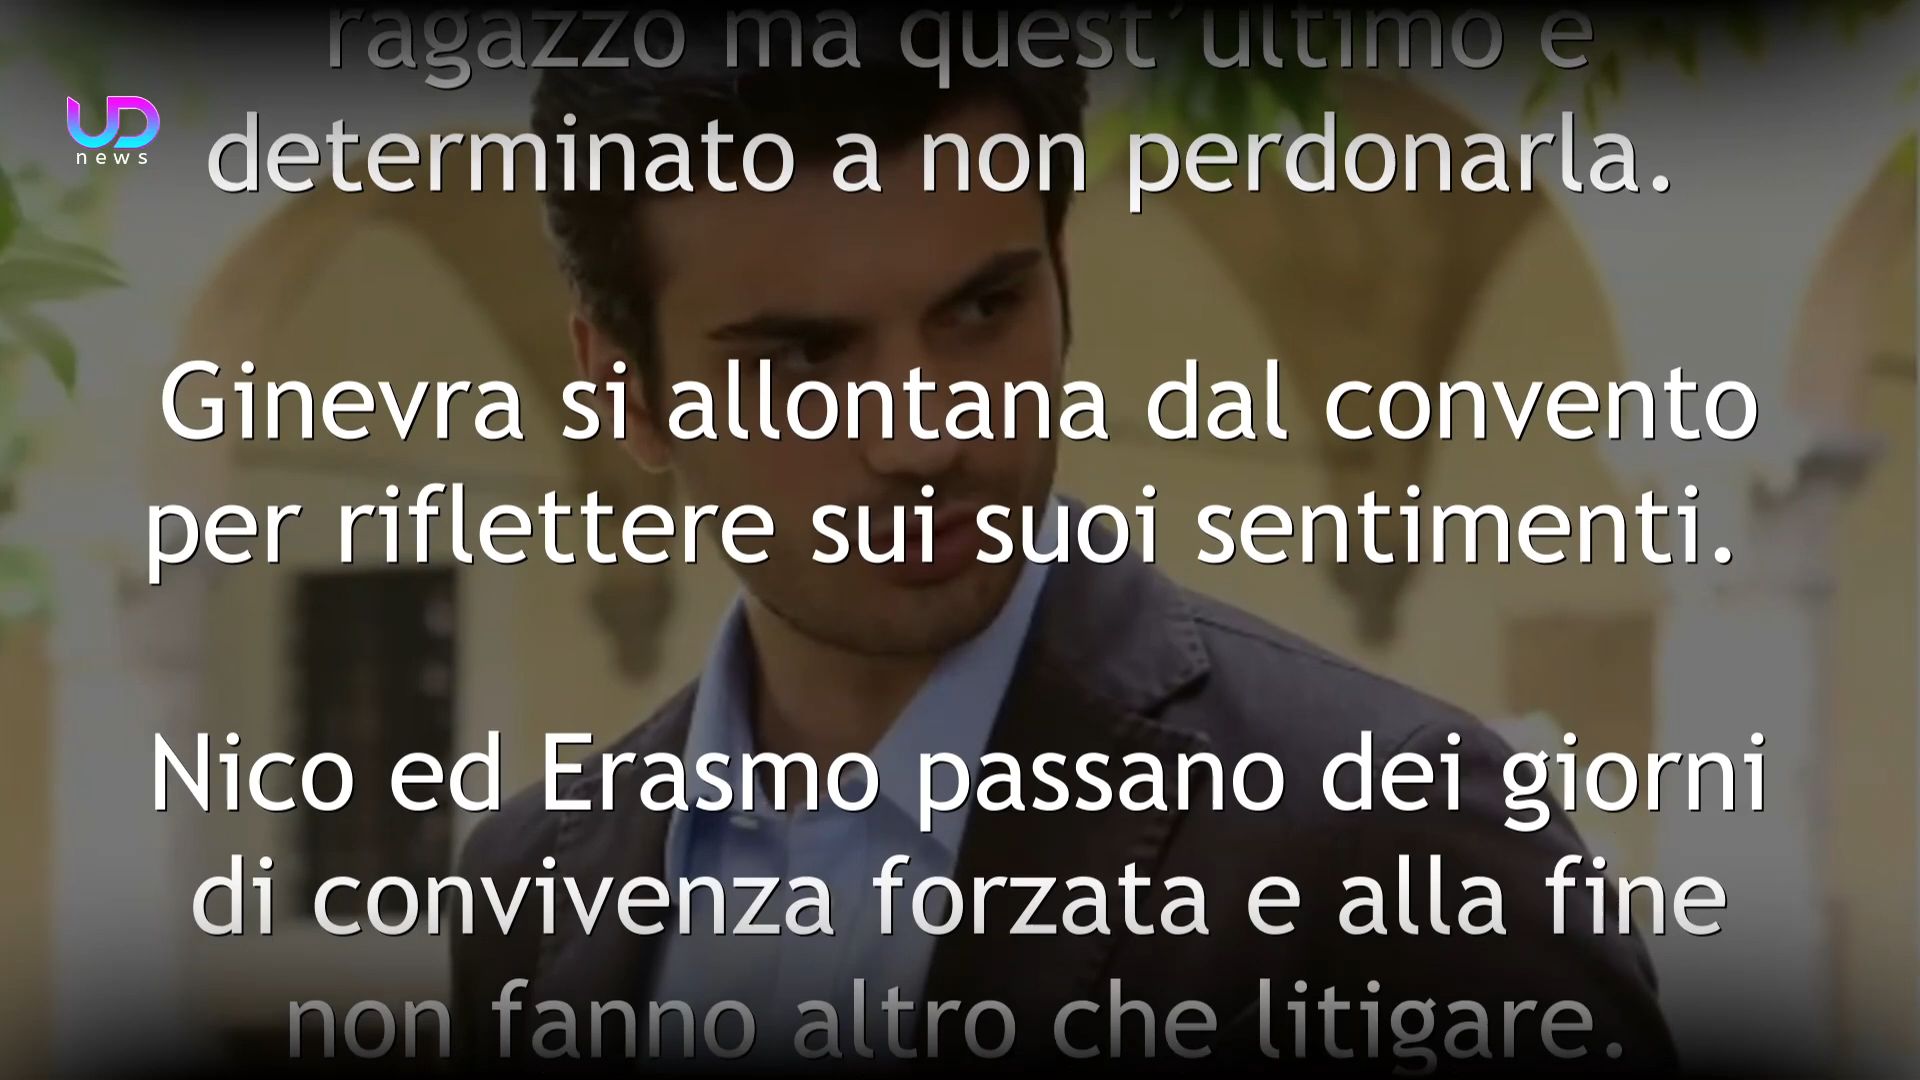 ragazzo ma quest'ultimo è
UD
news
determinato a non perdonarla.
Ginevra si allontana dal convento
per riflettere sui suoi sentimenti.
Nico ed Erasmo passano dei giorni
di convivenza forzata e alla fine
non fanno altro che litigare.